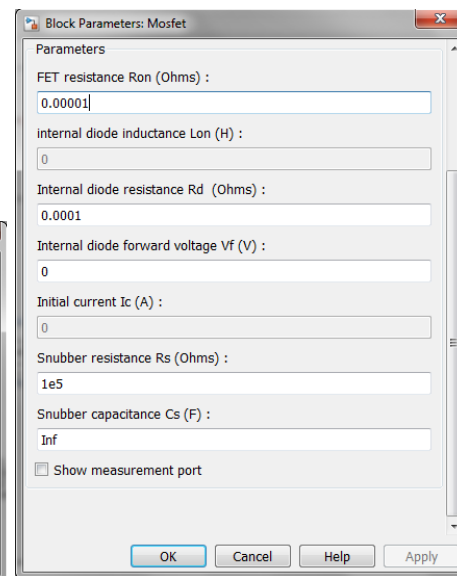 Block Parameters: Mosfet
Parameters
FET resistance Ron (Ohms) :
0.00001
internal diode inductance Lon (H) :
0
Internal diode resistance Rd  (Ohms) :
0.0001
Internal diode forward voltage Vf (V) :
0
Initial current Ic (A) :
0
Snubber resistance Rs (Ohms) :
1e5
Snubber capacitance Cs (F) :
Inf
Show measurement port
OK Cancel Help Apply